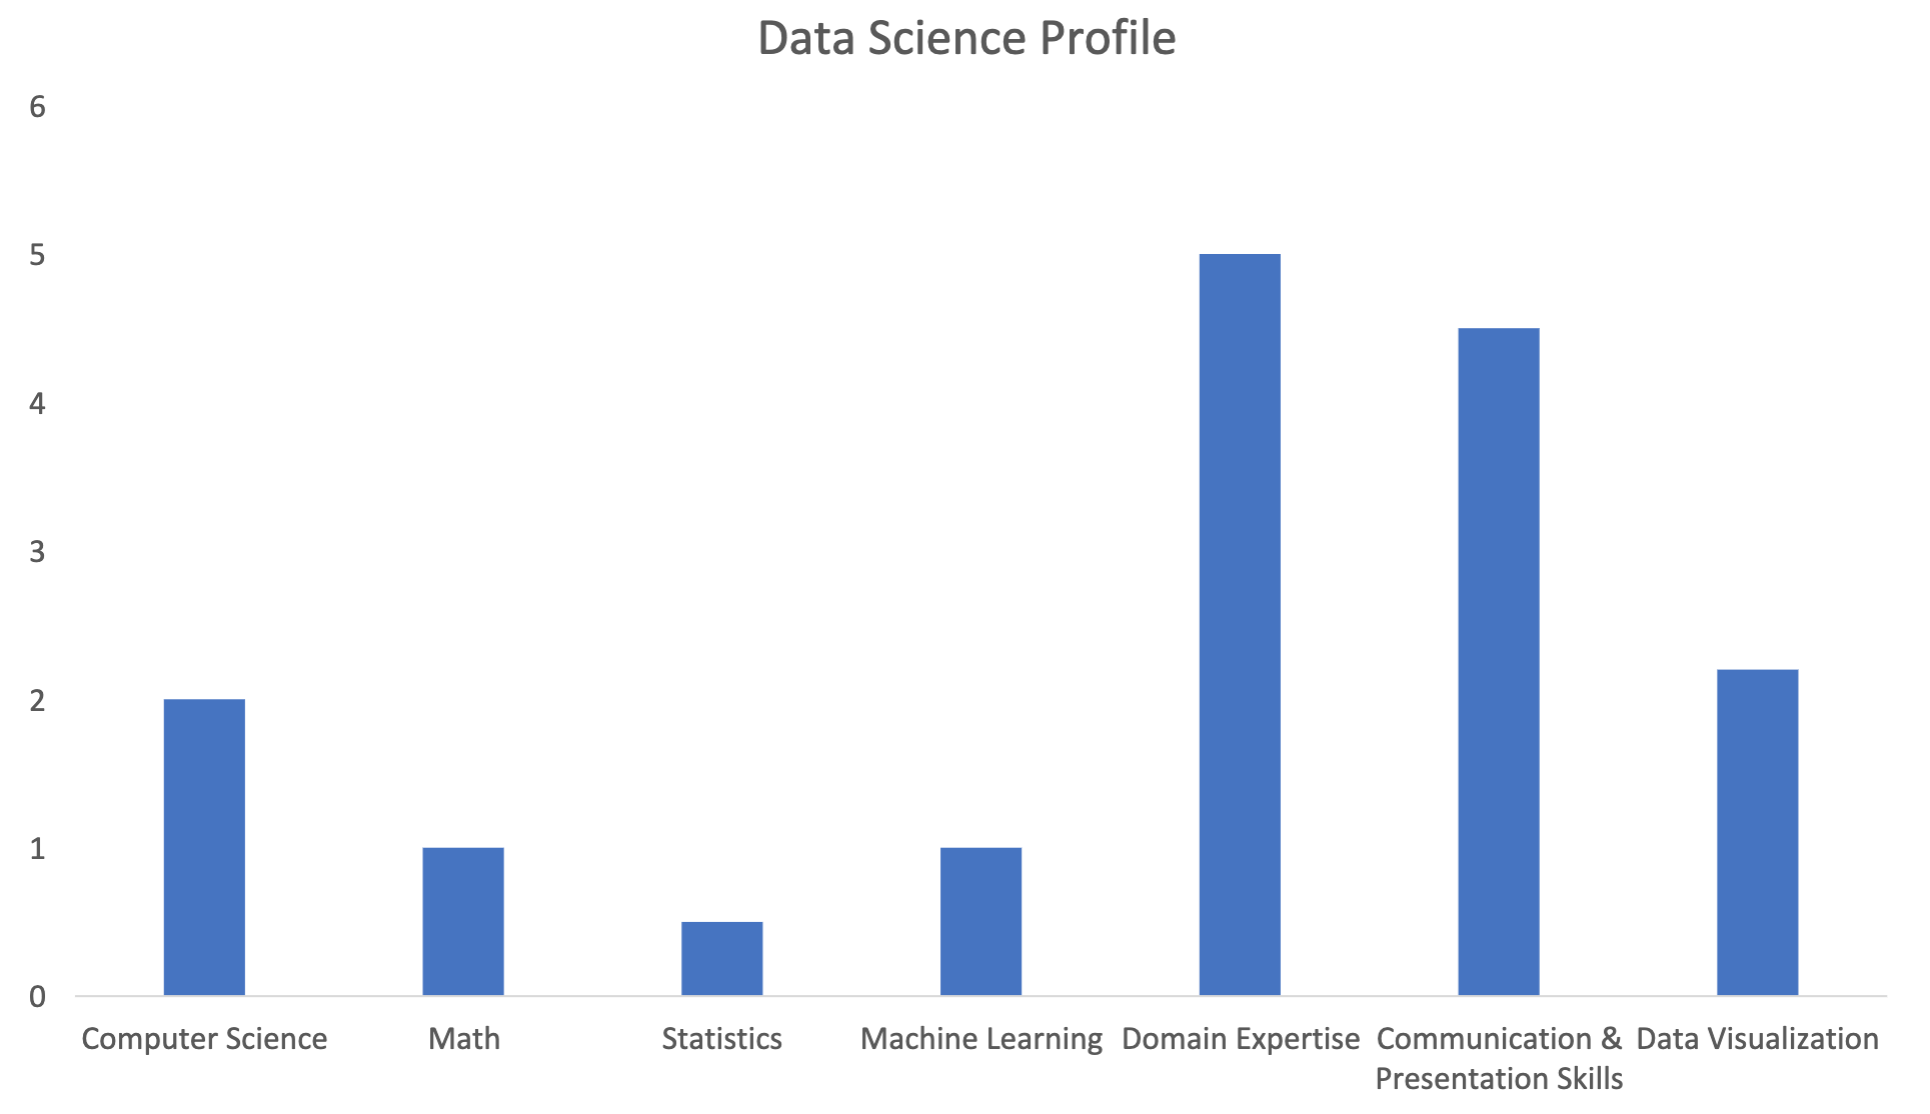 Data Science Profile
6
5
4
3
2
1
0
Computer Science Math Statistics Machine Learning Domain Expertise Communication & Data Visualization
Presentation Skills